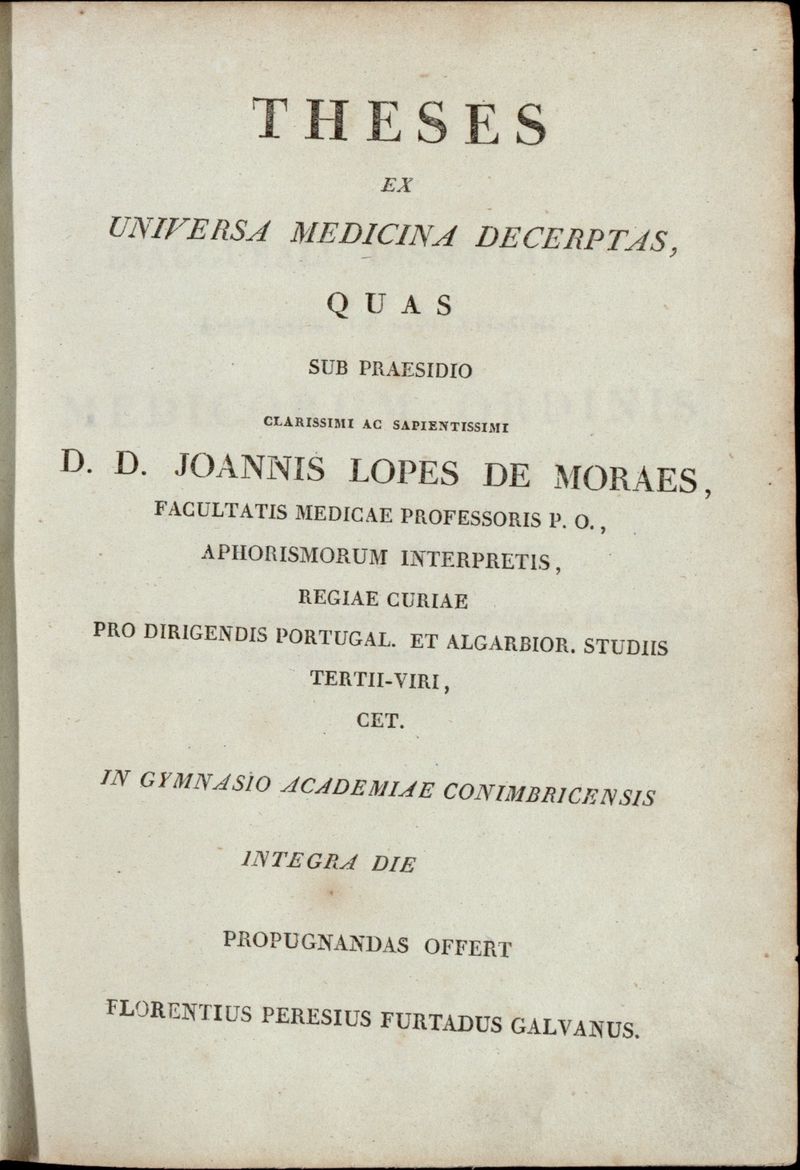 THESES
EX
UNIVERSA MEDICINA DECERPTAS,
QUAS
SUB PRAESIDIO
CLARISSIMI AC SAPIENTISSIMI
D. D. JOANNIS LOPES DE MORAES,
FACULTATIS MEDICAE PROFESSORIS P. O.,
APHORISMORUM INTERPRETIS,
REGIAE CURIAE
PRO DIRIGENDIS PORTUGAL. ET ALGARBIOR. STUDIIS
TERTII-VIRI,
CET.
IN GYMNASIO ACADEMIAE CONIMBRICENSIS
INTEGRA DIE
PROPUGNANDAS OFFERT
FLORENTIUS PERESIUS FURTADUS GALVANUS.